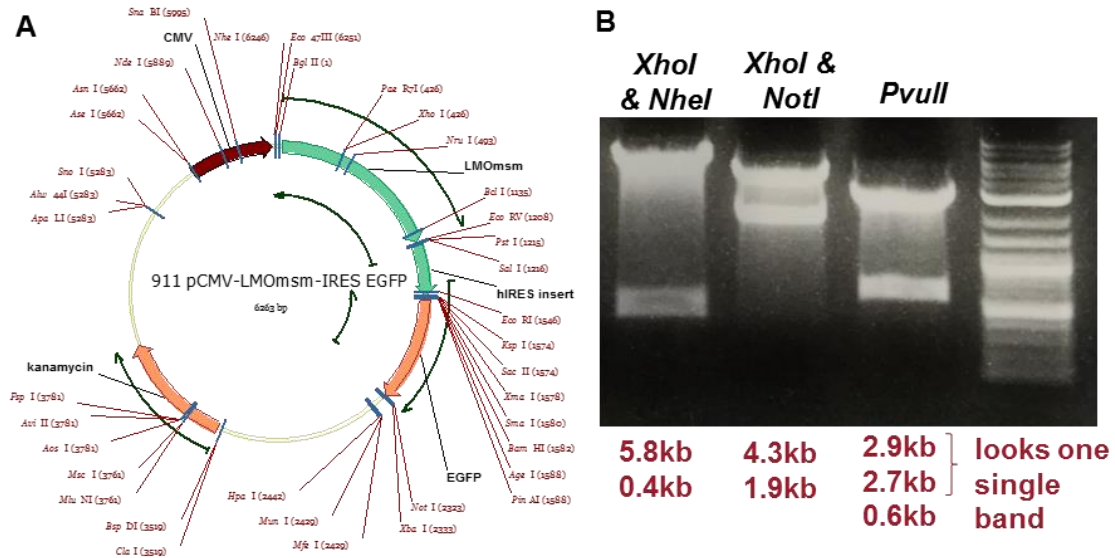 A
Sna BI (5995)
CMV
Nhe I (6246)
Eco 47III (6251)
Bgl II (1)
Nde I (5889)
Asn I (5662)
Ase I (5662)
Pae R7I (426)
Xho I (426)
Nru I (493)
LMOmsm
Sno I (5283)
Alw 44I (5283)
Apa LI (5283)
Bcl I (1135)
Eco RV (1208)
Pst I (1215)
Sal I (1216)
911 pCMV-LMOmsm-IRES EGFP
6263 bp
hIRES insert
Eco RI (1546)
Ksp I (1574)
Sac II (1574)
Xma I (1578)
Sma I (1580)
Bam HI (1582)
Age I (1588)
Pin AI (1588)
kanamycin
Fsp I (3781)
Avi II (3781)
Aos I (3781)
Msc I (3761)
Mlu NI (3761)
Bsp DI (3519)
Cla I (3519)
EGFP
Hpa I (2442)
Mun I (2429)
Mfe I (2429)
Not I (2323)
Xba I (2333)
B
XhoI
& NheI
XhoI &
NotI
PvuII
5.8kb
0.4kb
4.3kb
1.9kb
2.9kb
2.7kb
0.6kb
looks one
single
band